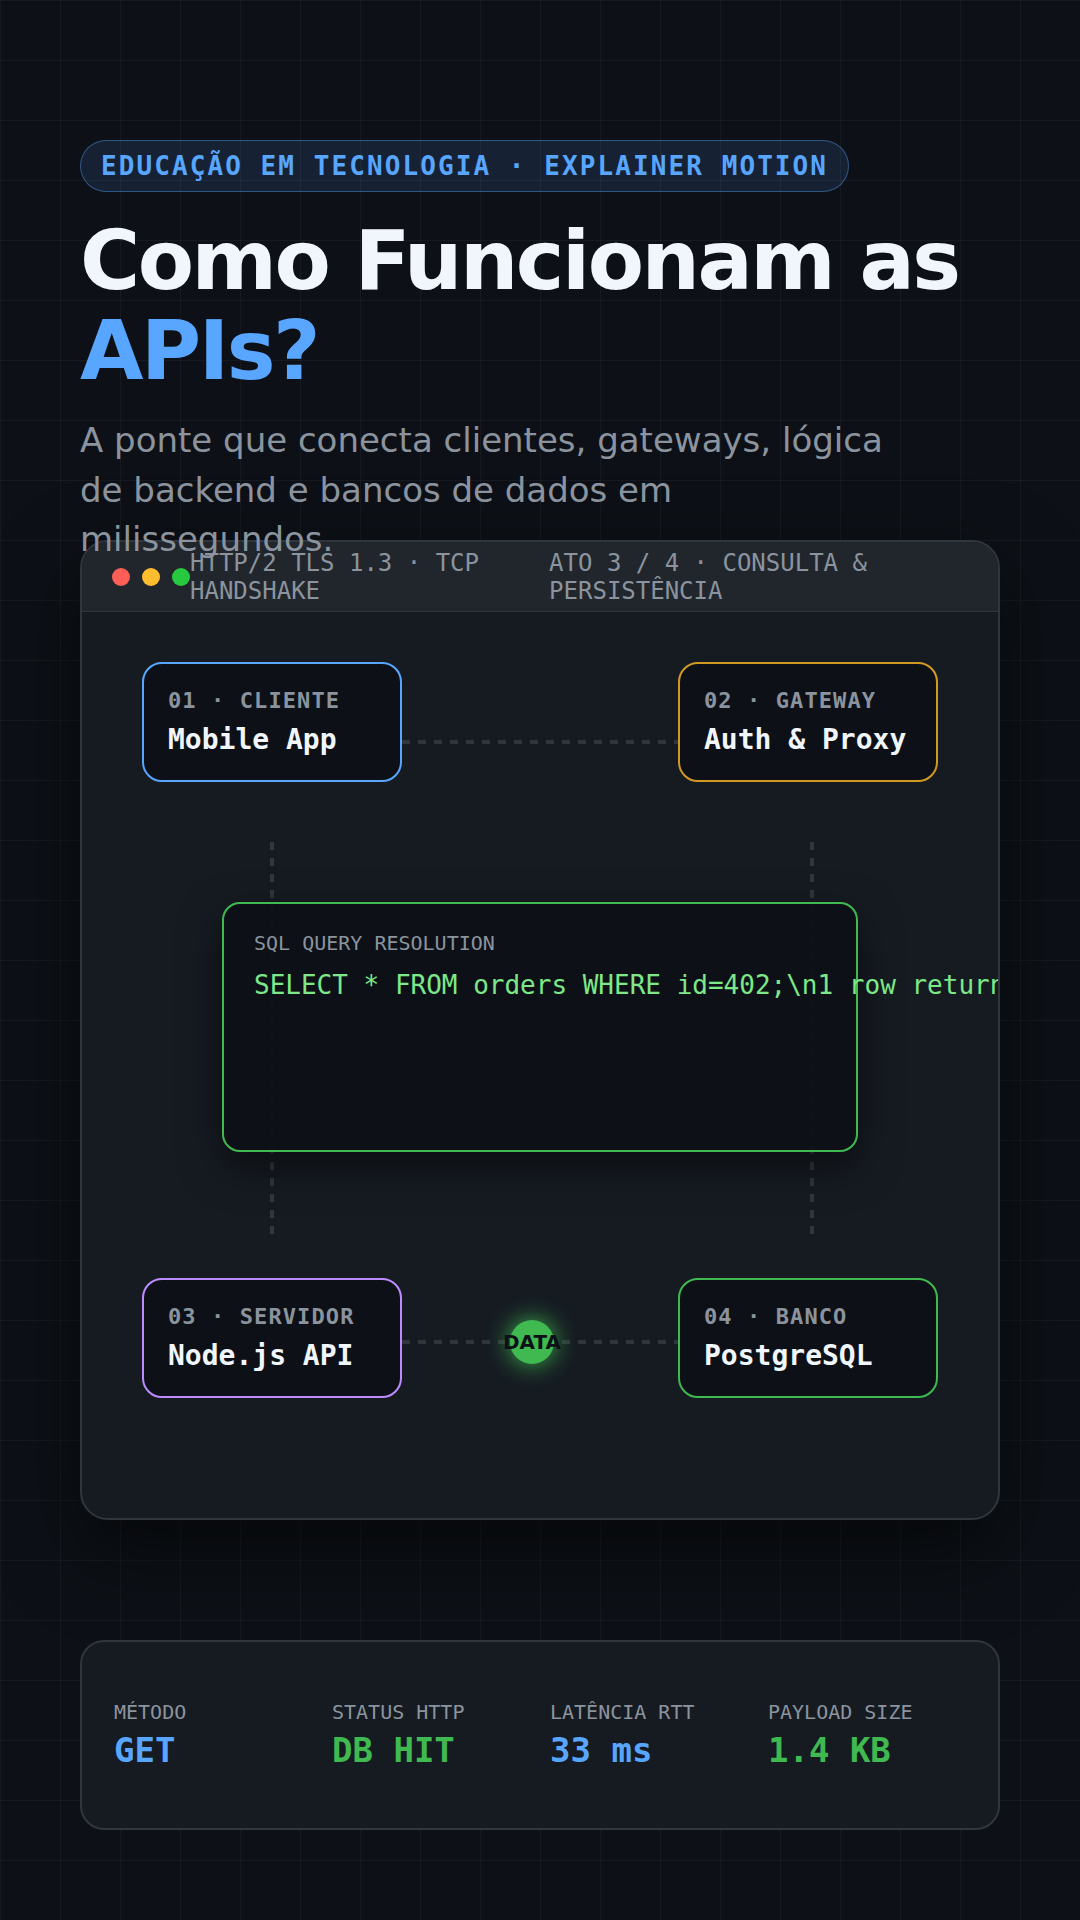 EDUCAÇÃO EM TECNOLOGIA · EXPLAINER MOTION
Como Funcionam as
APIs?
A ponte que conecta clientes, gateways, lógica
de backend e bancos de dados em
milissegundos.
HTTP/2 TLS 1.3 · TCP
HANDSHAKE
ATO 3 / 4 · CONSULTA &
PERSISTÊNCIA
01 · CLIENTE
Mobile App
02 · GATEWAY
Auth & Proxy
SQL QUERY RESOLUTION
SELECT * FROM orders WHERE id=402;\n1 row return
03 · SERVIDOR
Node.js API
DATA
04 · BANCO
PostgreSQL
MÉTODO
GET
STATUS HTTP
DB HIT
LATÊNCIA RTT
33 ms
PAYLOAD SIZE
1.4 KB